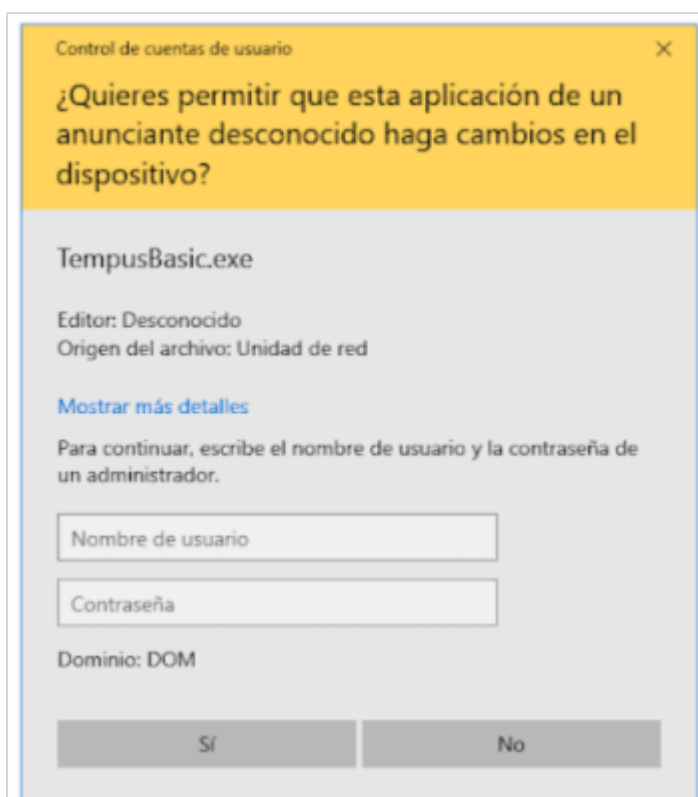 Control de cuentas de usuario
¿Quieres permitir que esta aplicación de un
anunciante desconocido haga cambios en el
dispositivo?
TempusBasic.exe
Editor: Desconocido
Origen del archivo: Unidad de red
Mostrar más detalles
Para continuar, escribe el nombre de usuario y la contraseña de
un administrador.
Nombre de usuario
Contraseña
Dominio: DOM
Sí
No